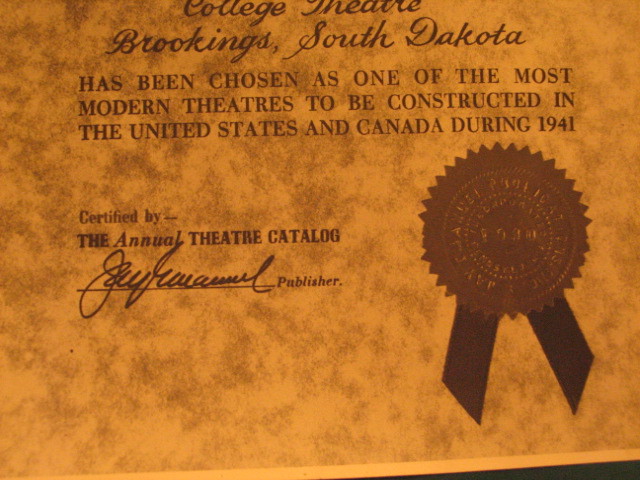 College Theatre
Brookings, South Dakota
HAS BEEN CHOSEN AS ONE OF THE MOST
MODERN THEATRES TO BE CONSTRUCTED IN
THE UNITED STATES AND CANADA DURING 1941
Certified by—
THE Annual THEATRE CATALOG
Publisher.